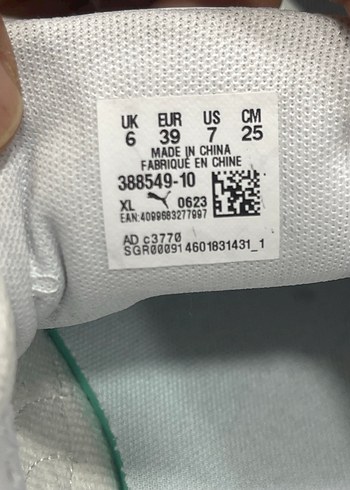 UK EUR US CM
6 39 7 25
MADE IN CHINA
FABRIQUÉ EN CHINE
388549-10
XL 0623
EAN:4099683277997
AD c3770
SGR00091 4601831431_1